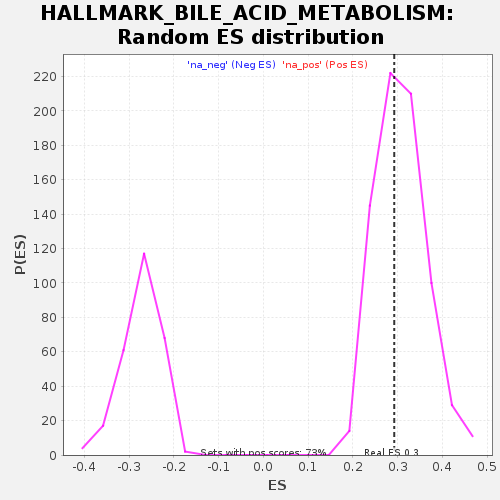 HALLMARK_BILE_ACID_METABOLISM:
Random ES distribution
'na_neg' (Neg ES) 'na_pos' (Pos ES)
220
200
180
160
140
120
100
80
60
40
20
0
P(ES)
Sets with pos scores: 73%
Real ES 0.3
-0.4 -0.3 -0.2 -0.1 0.0 0.1 0.2 0.3 0.4 0.5
ES